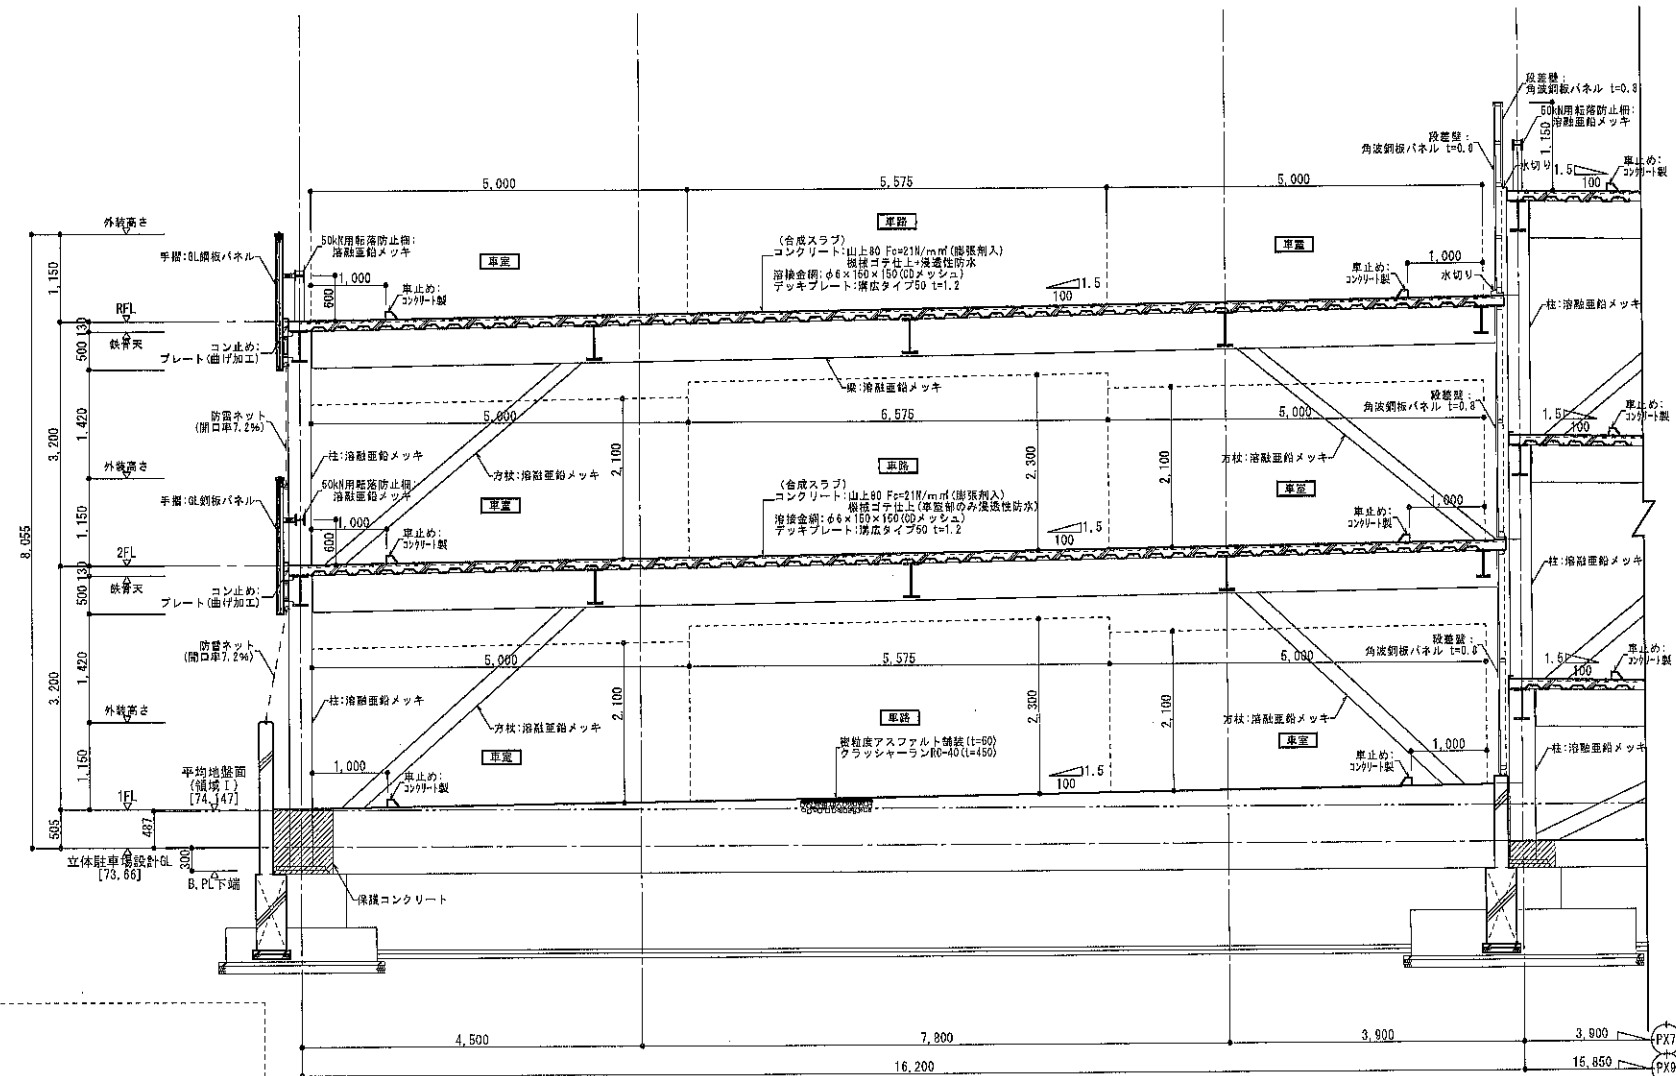 段差壁:
角波鋼板パネル t=0.8
50kN用転落防止柵:
溶融亜鉛メッキ
1,150
段差壁:
角波鋼板パネル t=0.8
水切り
1.5
100
車止め:
コンクリート製
5,000
5,575
5,000
外装高さ
手摺:GL鋼板パネル
50kN用転落防止柵:
溶融亜鉛メッキ
車室
車路
(合成スラブ)
コンクリート:山上80 Fc=21N/m㎡(膨張剤入)
機械ゴテ仕上+浸透性防水
溶接金網:φ6×150×150(CDメッシュ)
デッキプレート:溝広タイプ50 t=1.2
車室
1,000
600
車止め:
コンクリート製
1.5
100
1,000
車止め:
コンクリート製
水切り
柱:溶融亜鉛メッキ
1,150
RFL
130
鉄骨天
500
コン止め:
プレート(曲げ加工)
梁:溶融亜鉛メッキ
防雪ネット
(開口率7.2%)
1,420
3,200
5,000
6,575
5,000
段差壁:
角波鋼板パネル t=0.8
1.5
100
車止め:
コンクリート製
柱:溶融亜鉛メッキ
方杖:溶融亜鉛メッキ
2,100
2,300
2,100
方杖:溶融亜鉛メッキ
外装高さ
手摺:GL鋼板パネル
50kN用転落防止柵:
溶融亜鉛メッキ
車室
車路
(合成スラブ)
コンクリート:山上80 Fc=21N/m㎡(膨張剤入)
機械ゴテ仕上(車室部のみ浸透性防水)
溶接金網:φ6×150×150(CDメッシュ)
デッキプレート:溝広タイプ50 t=1.2
車室
1,000
600
車止め:
コンクリート製
1.5
100
1,000
車止め:
コンクリート製
柱:溶融亜鉛メッキ
1,150
8,055
2FL
130
鉄骨天
500
コン止め:
プレート(曲げ加工)
防雪ネット
(開口率7.2%)
1,420
3,200
5,000
5,575
5,000
段差壁:
角波鋼板パネル t=0.8
1.5
100
車止め:
コンクリート製
柱:溶融亜鉛メッキ
方杖:溶融亜鉛メッキ
2,100
2,300
2,100
方杖:溶融亜鉛メッキ
外装高さ
車室
車路
密粒度アスファルト舗装(t=60)
クラッシャーランRC-40(t=450)
車室
1,000
車止め:
コンクリート製
1.5
100
1,000
車止め:
コンクリート製
柱:溶融亜鉛メッキ
1,150
平均地盤面
(領域Ⅰ)
[74.147]
1FL
505
487
300
立体駐車場設計GL
[73.66]
B.PL下端
保護コンクリート
4,500
7,800
3,900
3,900
PX7
16,200
15,850
PX9